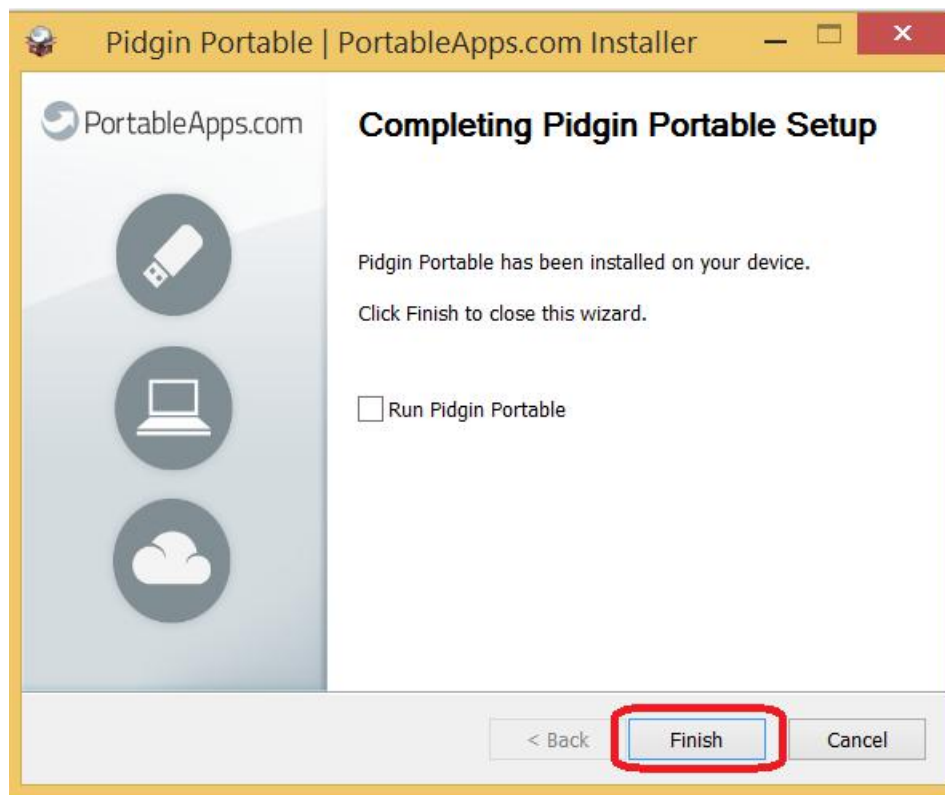 Pidgin Portable | PortableApps.com Installer
PortableApps.com
Completing Pidgin Portable Setup
Pidgin Portable has been installed on your device.
Click Finish to close this wizard.
Run Pidgin Portable
< Back
Finish
Cancel